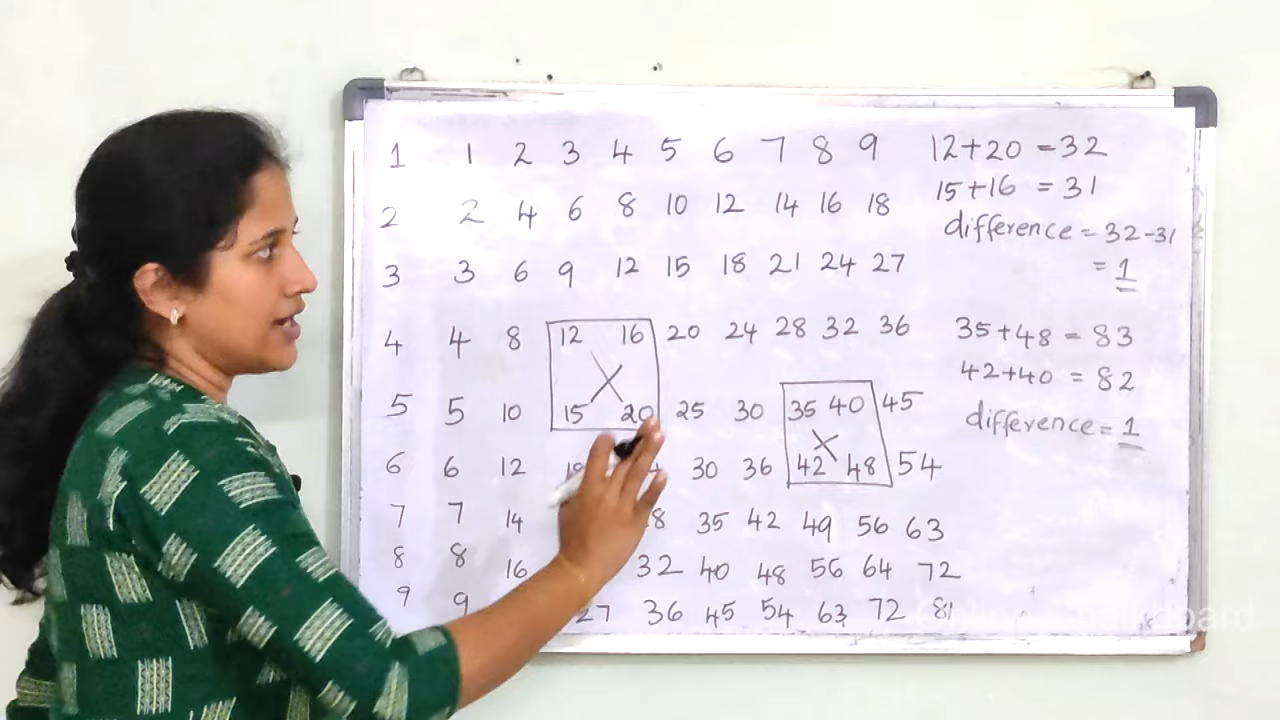 1 1 2 3 4 5 6 7 8 9
2 2 4 6 8 10 12 14 16 18
3 3 6 9 12 15 18 21 24 27
4 4 8 12 16 20 24 28 32 36
5 5 10 15 20 25 30 35 40 45
6 6 12 30 36 42 48 54
7 7 14 35 42 49 56 63
8 8 16 32 40 48 56 64 72
9 9 27 36 45 54 63 72 81
12+20 =32
15+16 = 31
difference = 32-31
= 1
35+48 = 83
42+40 = 82
difference = 1